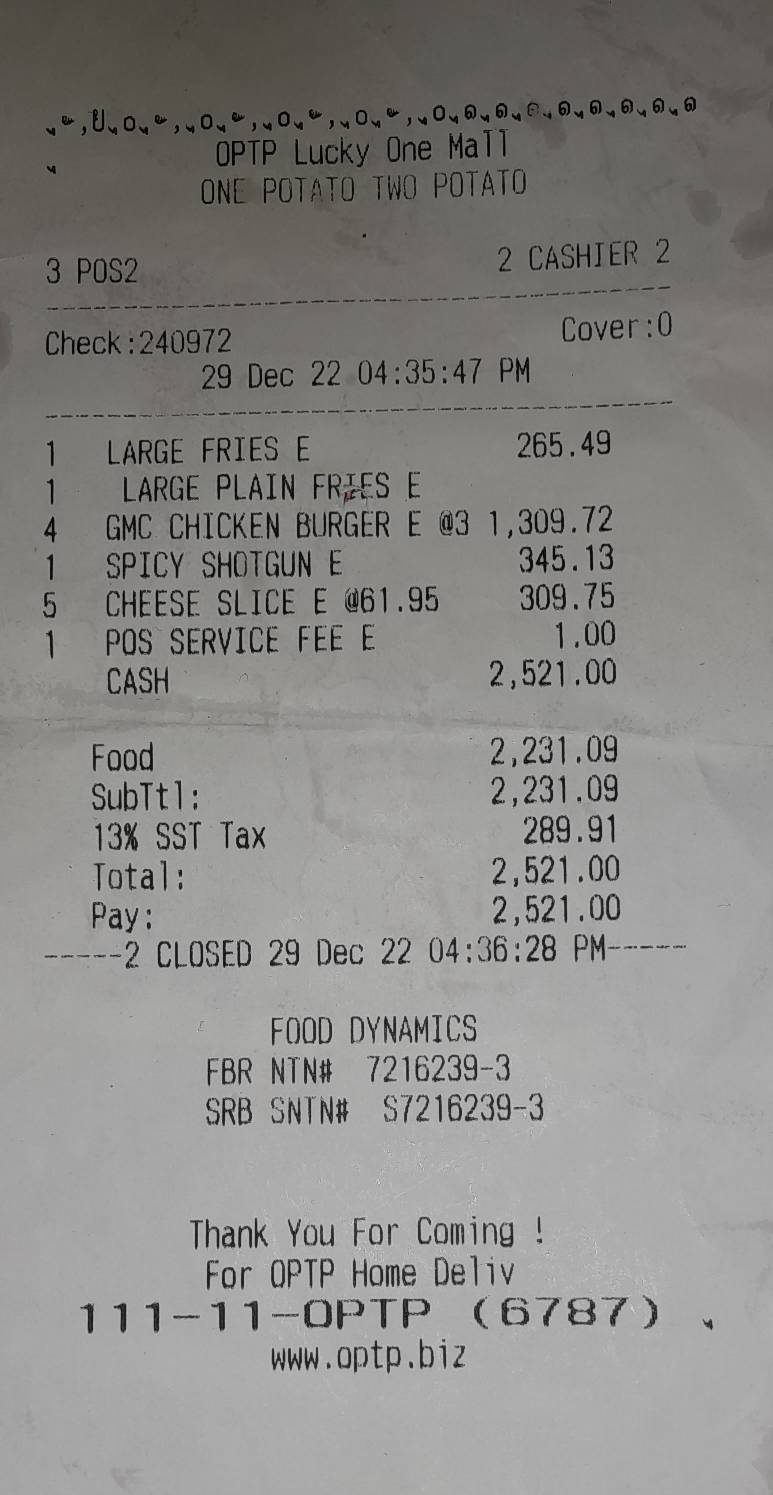 OPTP Lucky One Mall
ONE POTATO TWO POTATO
3 POS2 2 CASHIER 2
Check:240972 Cover:0
29 Dec 22 04:35:47 PM
1 LARGE FRIES E 265.49
1 LARGE PLAIN FRIES E
4 GMC CHICKEN BURGER E @3 1,309.72
1 SPICY SHOTGUN E 345.13
5 CHEESE SLICE E @61.95 309.75
1 POS SERVICE FEE E 1.00
CASH 2,521.00
Food 2,231.09
SubTtl: 2,231.09
13% SST Tax 289.91
Total: 2,521.00
Pay: 2,521.00
-----2 CLOSED 29 Dec 22 04:36:28 PM-----
FOOD DYNAMICS
FBR NTN# 7216239-3
SRB SNTN# S7216239-3
Thank You For Coming !
For OPTP Home Deliv
111-11-OPTP (6787)
www.optp.biz